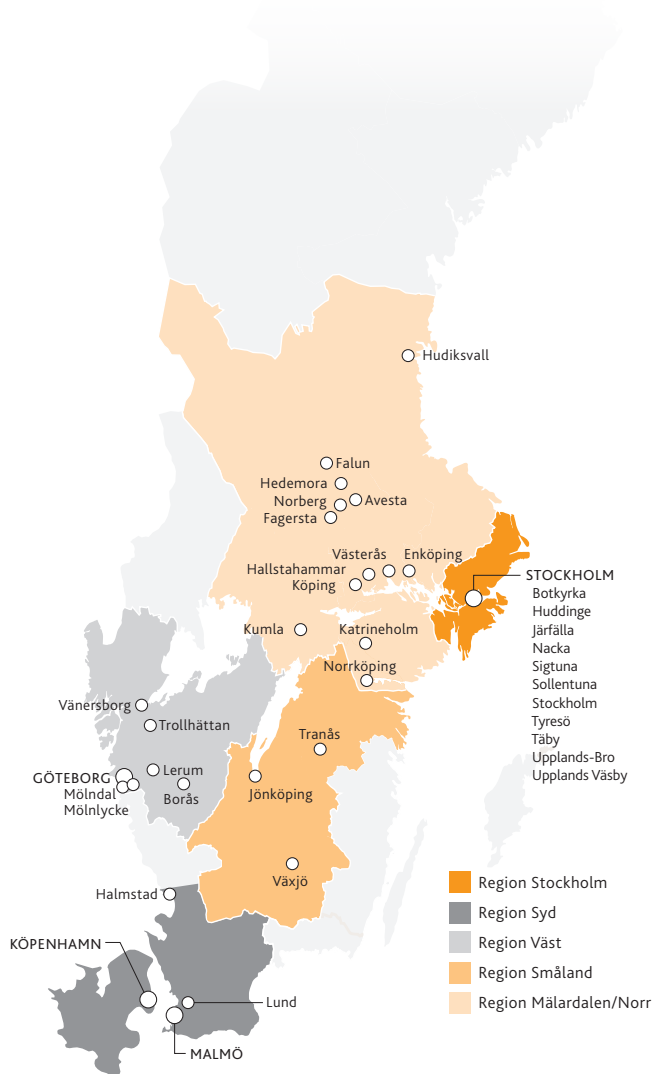 Hudiksvall
Falun
Hedemora
Norberg
Avesta
Fagersta
Västerås
Enköping
Hallstahammar
Köping
STOCKHOLM
Botkyrka
Huddinge
Järfälla
Nacka
Sigtuna
Sollentuna
Stockholm
Tyresö
Täby
Upplands-Bro
Upplands Väsby
Kumla
Katrineholm
Norrköping
Vänersborg
Trollhättan
Tranås
Lerum
GÖTEBORG
Mölndal
Mölnlycke
Borås
Jönköping
Växjö
Halmstad
KÖPENHAMN
Lund
MALMÖ
Region Stockholm
Region Syd
Region Väst
Region Småland
Region Mälardalen/Norr